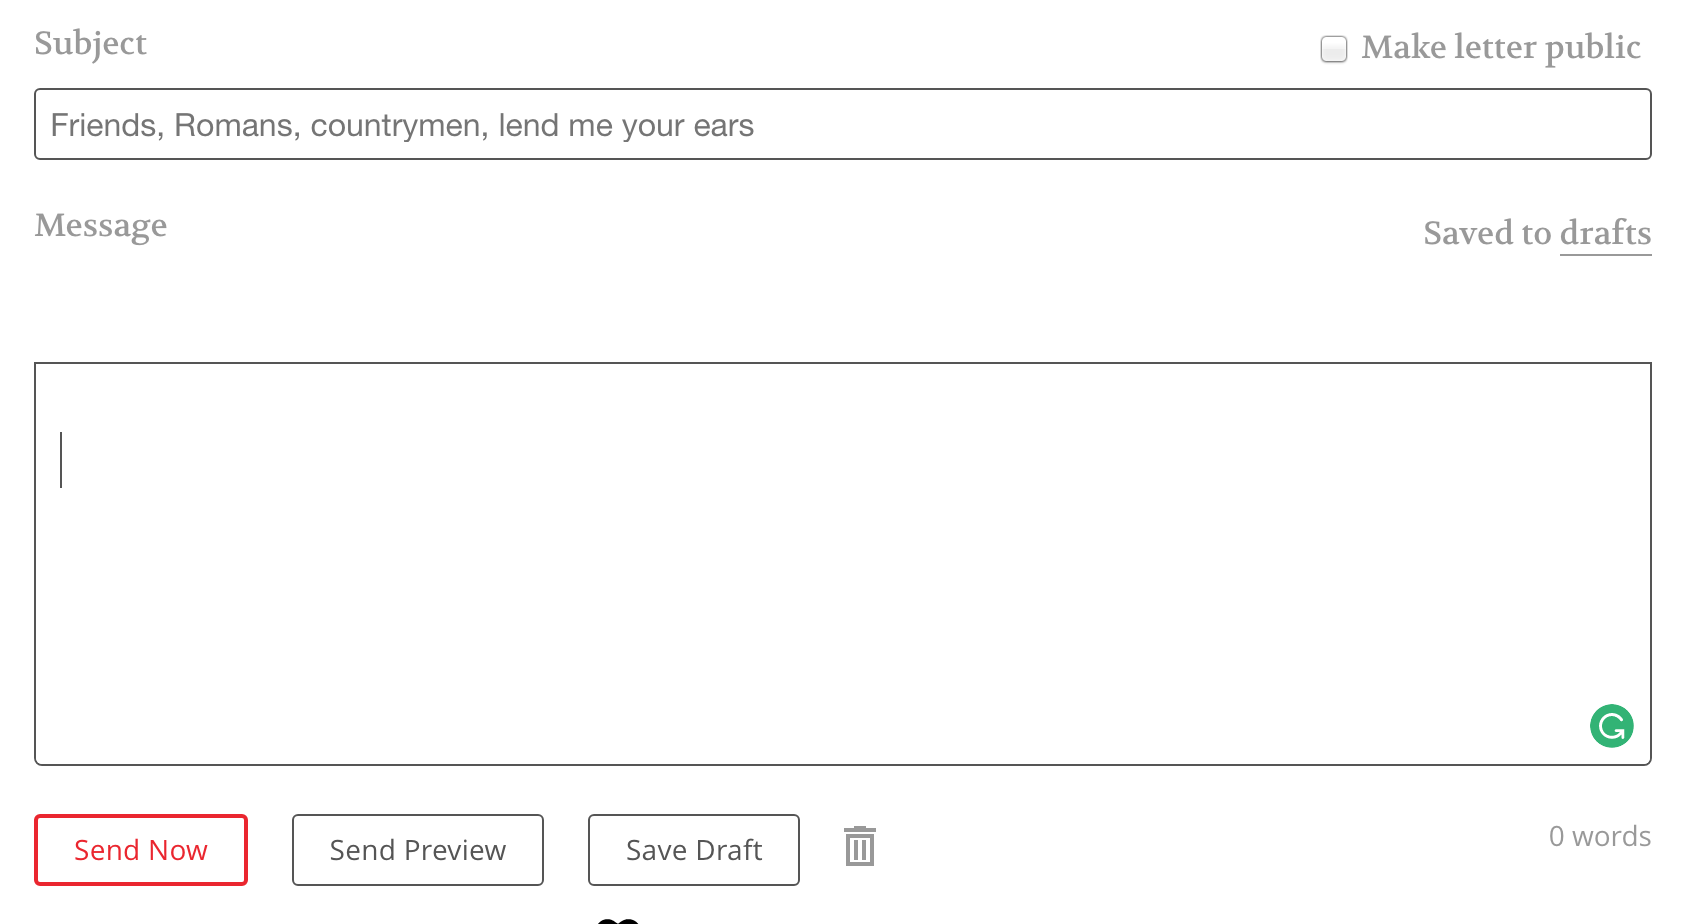 Subject
Make letter public
Friends, Romans, countrymen, lend me your ears
Message
Saved to drafts
Send Now
Send Preview
Save Draft
0 words